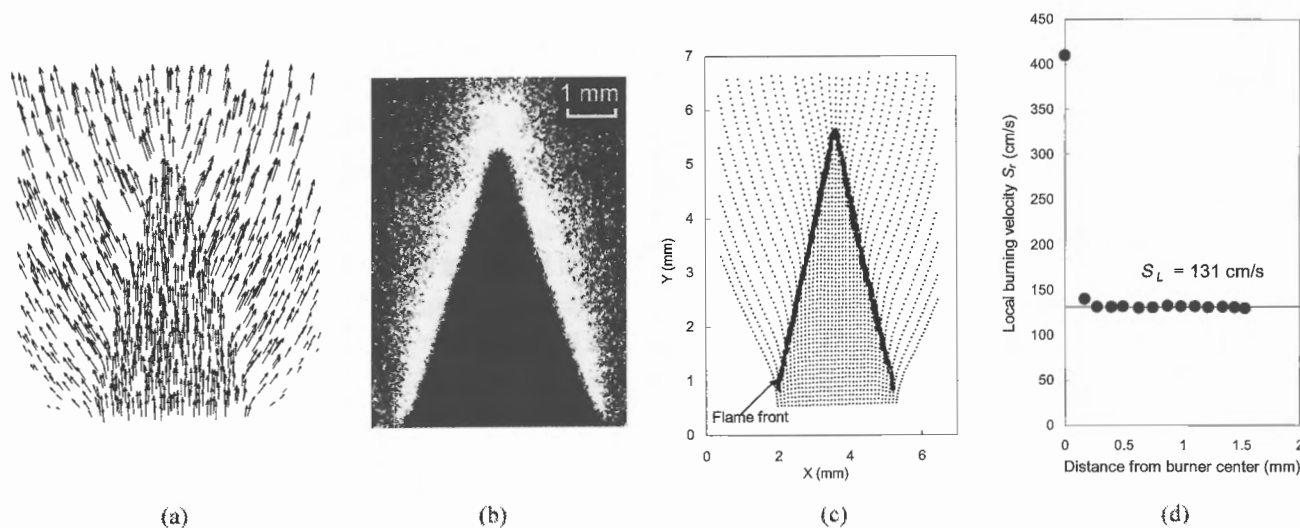 1 mm
7
6
5
4
3
2
1
0
Y (mm)
Flame front
0 2 4 6
X (mm)
450
400
350
300
250
200
150
100
50
0
Local burning velocity Sr (cm/s)
S_L = 131 cm/s
0 0.5 1 1.5 2
Distance from burner center (mm)
(a) (b) (c) (d)